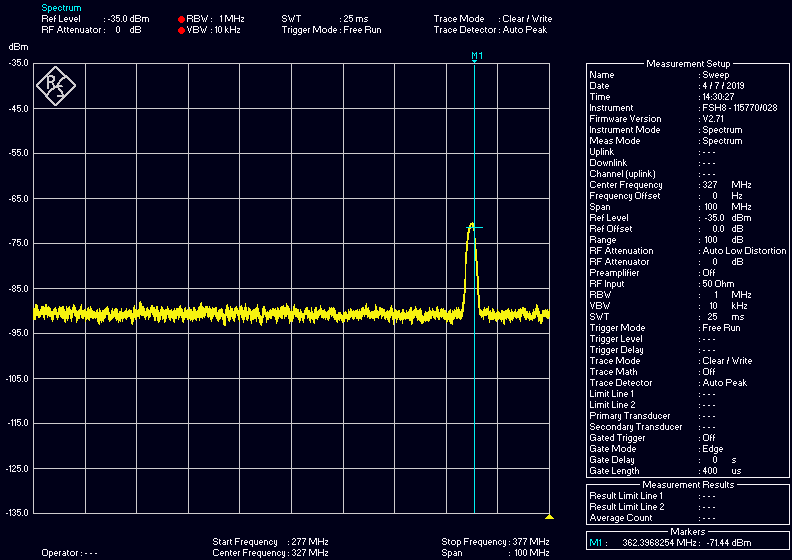 Spectrum
Ref Level : -35.0 dBm RBW : 1 MHz SWT : 25 ms Trace Mode : Clear / Write
RF Attenuator : 0 dB VBW : 10 kHz Trigger Mode : Free Run Trace Detector : Auto Peak
dBm
M1
-35.0
-45.0
-55.0
-65.0
-75.0
-85.0
-95.0
-105.0
-115.0
-125.0
-135.0
R S
Start Frequency : 277 MHz Stop Frequency : 377 MHz
Operator : - - - Center Frequency : 327 MHz Span : 100 MHz
Measurement Setup
Name : Sweep
Date : 4 / 7 / 2019
Time : 14:30:27
Instrument : FSH8 - 115770/028
Firmware Version : V2.71
Instrument Mode : Spectrum
Meas Mode : Spectrum
Uplink : - - -
Downlink : - - -
Channel (uplink) : - - -
Center Frequency : 327 MHz
Frequency Offset : 0 Hz
Span : 100 MHz
Ref Level : -35.0 dBm
Ref Offset : 0.0 dB
Range : 100 dB
RF Attenuation : Auto Low Distortion
RF Attenuator : 0 dB
Preamplifier : Off
RF Input : 50 Ohm
RBW : 1 MHz
VBW : 10 kHz
SWT : 25 ms
Trigger Mode : Free Run
Trigger Level : - - -
Trigger Delay : - - -
Trace Mode : Clear / Write
Trace Math : Off
Trace Detector : Auto Peak
Limit Line 1 : - - -
Limit Line 2 : - - -
Primary Transducer : - - -
Secondary Transducer : - - -
Gated Trigger : Off
Gate Mode : Edge
Gate Delay : 0 s
Gate Length : 400 us
Measurement Results
Result Limit Line 1 : - - -
Result Limit Line 2 : - - -
Average Count : - - -
Markers
M1 : 362.3968254 MHz : -71.44 dBm